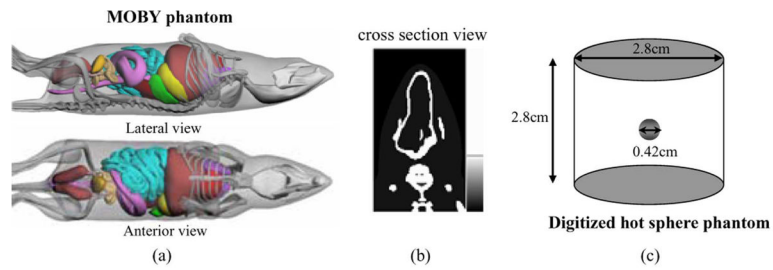 MOBY phantom
Lateral view
Anterior view
(a)
cross section view
(b)
2.8cm
2.8cm
0.42cm
Digitized hot sphere phantom
(c)